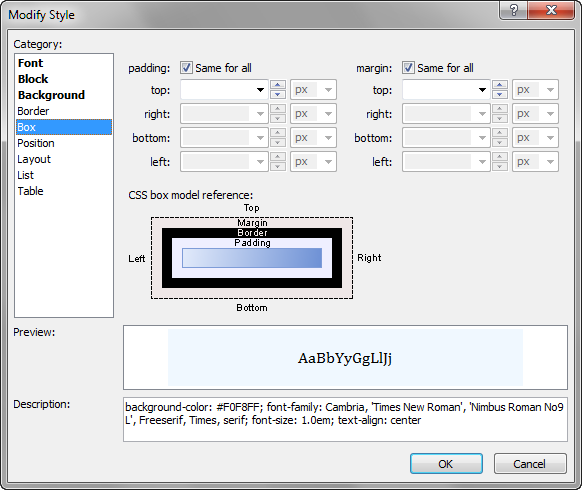 Modify Style
Category:
Font
Block
Background
Border
Box
Position
Layout
List
Table
padding: Same for all
top: px
right: px
bottom: px
left: px
margin: Same for all
top: px
right: px
bottom: px
left: px
CSS box model reference:
Top
Margin
Border
Padding
Left
Right
Bottom
Preview:
AaBbYyGgLlJj
Description:
background-color: #F0F8FF; font-family: Cambria, 'Times New Roman', 'Nimbus Roman No9
L', Freeserif, Times, serif; font-size: 1.0em; text-align: center
OK
Cancel